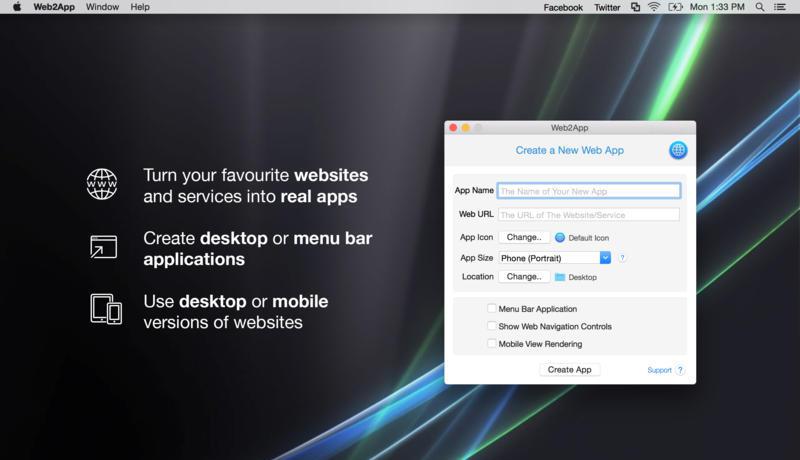 Web2App Window Help Facebook Twitter Mon 1:33 PM
www
Turn your favourite websites
and services into real apps
Create desktop or menu bar
applications
Use desktop or mobile
versions of websites
Web2App
Create a New Web App
App Name The Name of Your New App
Web URL The URL of The Website/Service
App Icon Change.. Default Icon
App Size Phone (Portrait) ?
Location Change.. Desktop
Menu Bar Application
Show Web Navigation Controls
Mobile View Rendering
Create App Support ?